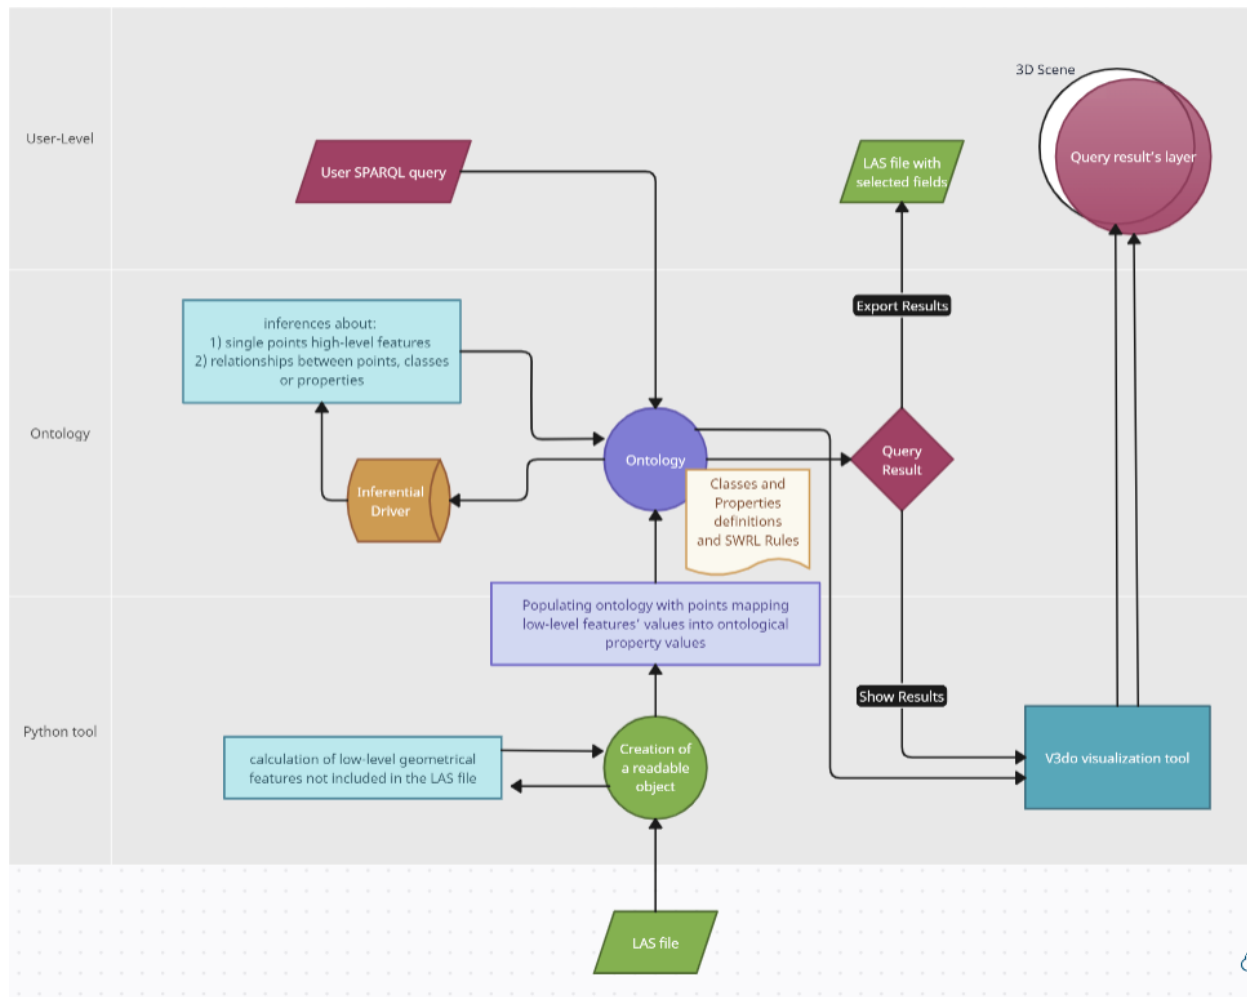 3D Scene
User-Level
User SPARQL query
LAS file with
selected fields
Query result's layer
Export Results
inferences about:
1) single points high-level features
2) relationships between points, classes
or properties
Ontology
Ontology
Query
Result
Inferential
Driver
Classes and
Properties
definitions
and SWRL Rules
Populating ontology with points mapping
low-level features' values into ontological
property values
Show Results
Python tool
calculation of low-level geometrical
features not included in the LAS file
Creation of
a readable
object
V3do visualization tool
LAS file